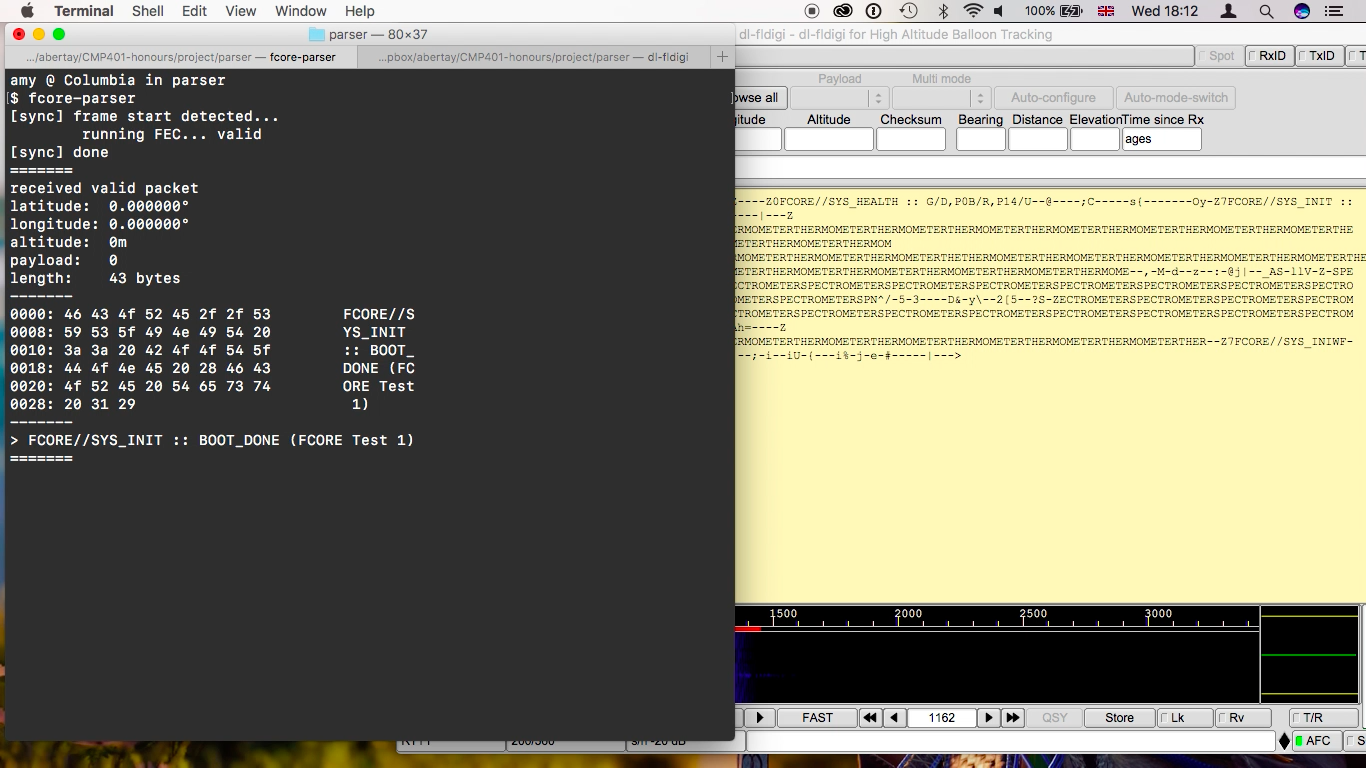 Terminal Shell Edit View Window Help 100% Wed 18:12
parser — 80×37
.../abertay/CMP401-honours/project/parser — fcore-parser ...pbox/abertay/CMP401-honours/project/parser — dl-fldigi +
amy @ Columbia in parser
[$ fcore-parser ]
[sync] frame start detected...
running FEC... valid
[sync] done
=======
received valid packet
latitude: 0.000000°
longitude: 0.000000°
altitude: 0m
payload: 0
length: 43 bytes
-------
0000: 46 43 4f 52 45 2f 2f 53 FCORE//S
0008: 59 53 5f 49 4e 49 54 20 YS_INIT
0010: 3a 3a 20 42 4f 4f 54 5f :: BOOT_
0018: 44 4f 4e 45 20 28 46 43 DONE (FC
0020: 4f 52 45 20 54 65 73 74 ORE Test
0028: 20 31 29 1)
-------
> FCORE//SYS_INIT :: BOOT_DONE (FCORE Test 1)
=======
dl-fldigi - dl-fldigi for High Altitude Balloon Tracking
Spot RxID TxID
Payload Multi mode
owse all Auto-configure Auto-mode-switch
gitude Altitude Checksum Bearing Distance Elevation Time since Rx
ages
Z----Z0FCORE//SYS_HEALTH :: G/D,P0B/R,P14/U--@----;C-----s{-------Oy-Z7FCORE//SYS_INIT ::
----|---Z
ERMOMETERTHERMOMETERTHERMOMETERTHERMOMETERTHERMOMETERTHERMOMETERTHERMOMETERTHERMOMETERTHE
METERTHERMOMETERTHERMOM
METERTHERMOMETERTHERMOMETERTHERMOMETERTHERMOMETERTHERMOMETERTHERMOME--,-M-d--z--:-@j|--_AS-11V-Z-SPE
ECTROMETERSPECTROMETERSPECTROMETERSPECTROMETERSPECTROMETERSPECTROMETERSPECTROMETERSPECTROM
OMETERSPECTROMETERSPN^/-5-3----D&-y\--2[5--?S-ZECTROMETERSPECTROMETERSPECTROMETERSPECTROM
Ah=----Z
ERMOMETERTHERMOMETERTHERMOMETERTHERMOMETERTHERMOMETERTHERMOMETERTHER--Z7FCORE//SYS_INIWF-
--;-i--iU-{---i%-j-e-#-----|--->
1500 2000 2500 3000
FAST 1162 QSY Store Lk Rv T/R
RTTY 200/300 s/n -20 dB AFC S